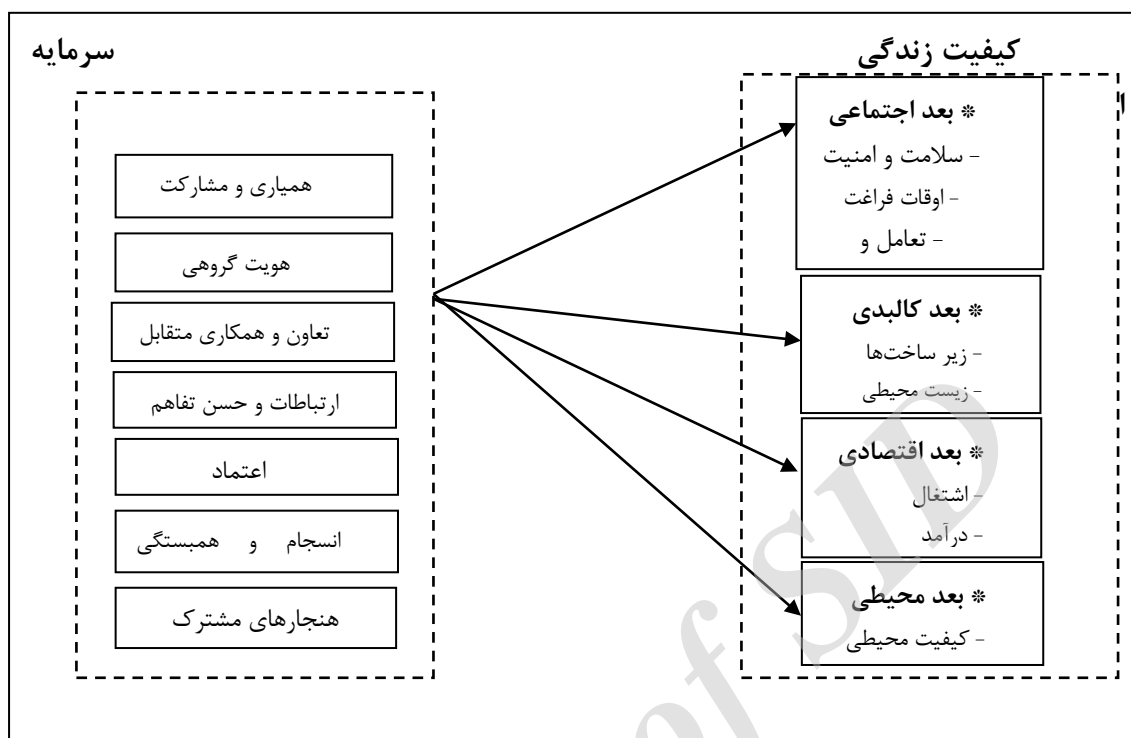 کیفیت زندگی
سرمایه
ا
* بعد اجتماعی
- سلامت و امنیت
- اوقات فراغت
- تعامل و
* بعد کالبدی
- زیر ساخت‌ها
- زیست محیطی
* بعد اقتصادی
- اشتغال
- درآمد
* بعد محیطی
- کیفیت محیطی
همیاری و مشارکت
هویت گروهی
تعاون و همکاری متقابل
ارتباطات و حسن تفاهم
اعتماد
انسجام و همبستگی
هنجارهای مشترک
of SID